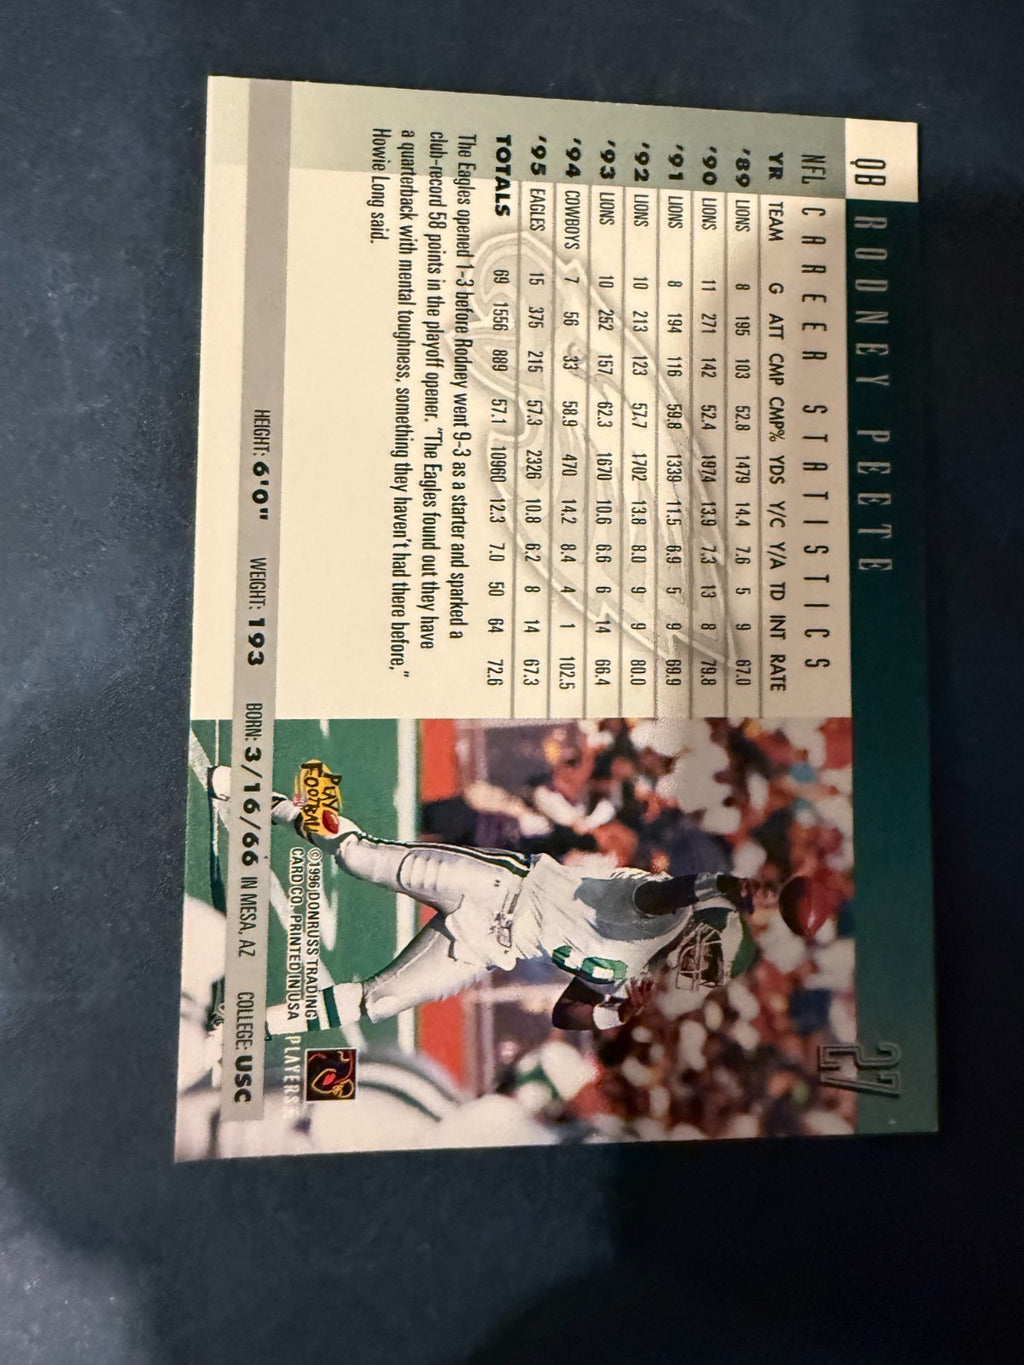 QB RODNEY PEETE 27
NFL CAREER STATISTICS
YR TEAM G ATT CMP CMP% YDS Y/C Y/A TD INT RATE
'89 LIONS 8 195 103 52.8 1479 14.4 7.6 5 9 67.0
'90 LIONS 11 271 142 52.4 1974 13.9 7.3 13 8 79.8
'91 LIONS 8 194 116 59.8 1339 11.5 6.9 5 9 69.9
'92 LIONS 10 213 123 57.7 1702 13.8 8.0 9 9 80.0
'93 LIONS 10 252 157 62.3 1670 10.6 6.6 6 14 66.4
'94 COWBOYS 7 56 33 58.9 470 14.2 8.4 4 1 102.5
'95 EAGLES 15 375 215 57.3 2326 10.8 6.2 8 14 67.3
TOTALS 69 1556 889 57.1 10960 12.3 7.0 50 64 72.6
The Eagles opened 1-3 before Rodney went 9-3 as a starter and sparked a
club-record 58 points in the playoff opener. "The Eagles found out they have
a quarterback with mental toughness, something they haven't had there before,"
Howie Long said.
9
PLAY
FOOTBALL
©1996 DONRUSS TRADING
CARD CO. PRINTED IN USA
PLAYERS
HEIGHT: 6'0" WEIGHT: 193 BORN: 3/16/66 IN MESA, AZ COLLEGE: USC